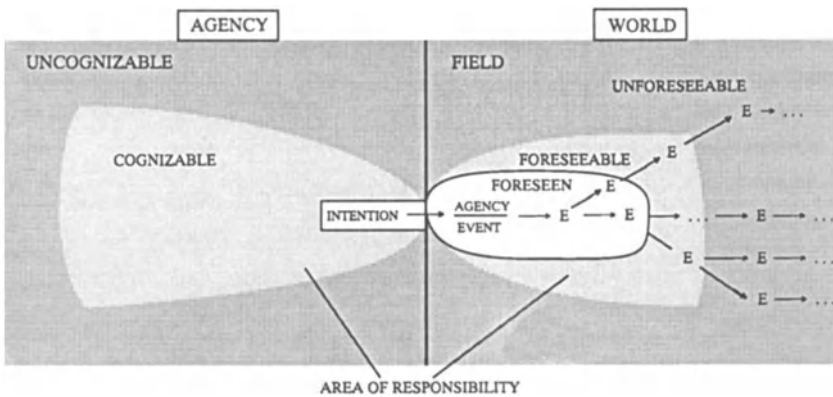 AGENCY
WORLD
UNCOGNIZABLE
FIELD
UNFORESEEABLE
E → ...
COGNIZABLE
FORESEEABLE
E
FORESEEN
E
INTENTION → AGENCY
EVENT
→ E → E → ... → E → ...
E → E → ...
E → ...
AREA OF RESPONSIBILITY